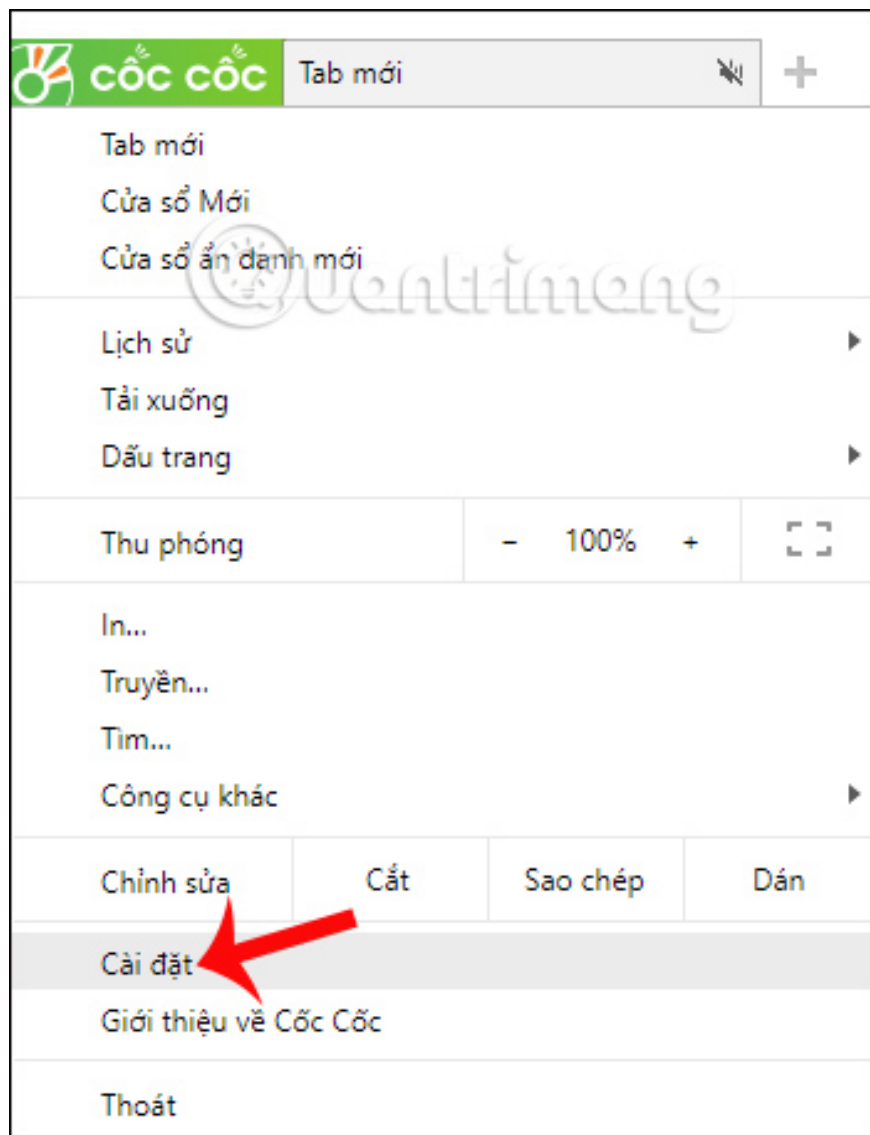 cốc cốc Tab mới
Tab mới
Cửa sổ Mới
Cửa sổ ẩn danh mới
Quantrimang
Lịch sử
Tải xuống
Dấu trang
Thu phóng - 100% +
In...
Truyền...
Tìm...
Công cụ khác
Chỉnh sửa Cắt Sao chép Dán
Cài đặt
Giới thiệu về Cốc Cốc
Thoát